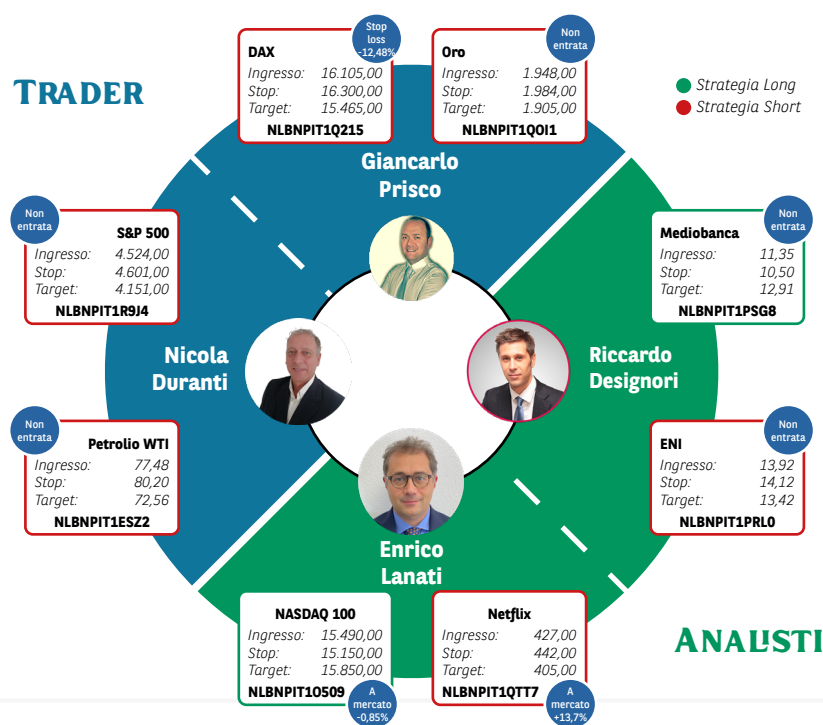 TRADER
Stop
loss
-12,48%
DAX
Ingresso: 16.105,00
Stop: 16.300,00
Target: 15.465,00
NLBNPIT1Q215
Non
entrata
Oro
Ingresso: 1.948,00
Stop: 1.984,00
Target: 1.905,00
NLBNPIT1QOI1
Strategia Long
Strategia Short
Giancarlo
Prisco
Non
entrata
S&P 500
Ingresso: 4.524,00
Stop: 4.601,00
Target: 4.151,00
NLBNPIT1R9J4
Non
entrata
Mediobanca
Ingresso: 11,35
Stop: 10,50
Target: 12,91
NLBNPIT1PSG8
Nicola
Duranti
Riccardo
Designori
Non
entrata
Petrolio WTI
Ingresso: 77,48
Stop: 80,20
Target: 72,56
NLBNPIT1ESZ2
Non
entrata
ENI
Ingresso: 13,92
Stop: 14,12
Target: 13,42
NLBNPIT1PRL0
Enrico
Lanati
NASDAQ 100
Ingresso: 15.490,00
Stop: 15.150,00
Target: 15.850,00
NLBNPIT1O509
A
mercato
-0,85%
Netflix
Ingresso: 427,00
Stop: 442,00
Target: 405,00
NLBNPIT1QTT7
A
mercato
+13,7%
ANALISTI